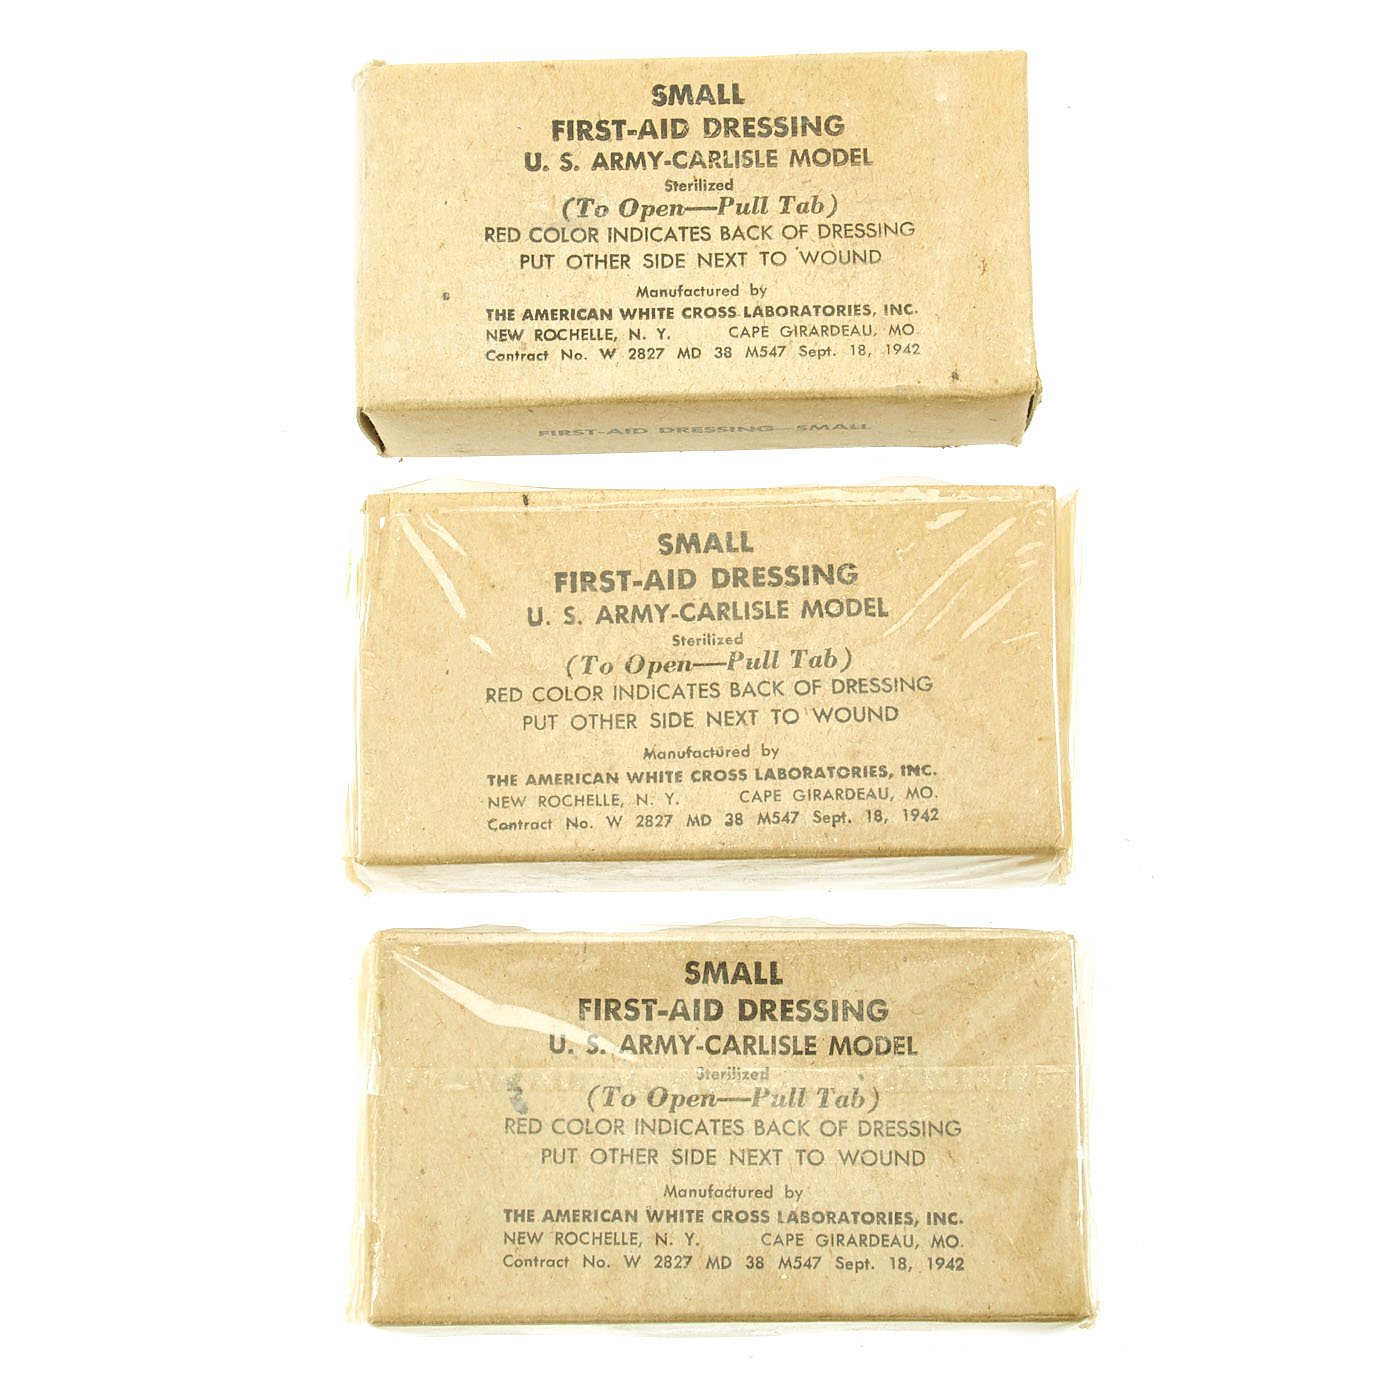 SMALL
FIRST-AID DRESSING
U. S. ARMY-CARLISLE MODEL
Sterilized
(To Open—Pull Tab)
RED COLOR INDICATES BACK OF DRESSING
PUT OTHER SIDE NEXT TO WOUND
Manufactured by
THE AMERICAN WHITE CROSS LABORATORIES, INC.
NEW ROCHELLE, N. Y. CAPE GIRARDEAU, MO.
Contract No. W 2827 MD 38 M547 Sept. 18, 1942
FIRST-AID DRESSING—SMALL
SMALL
FIRST-AID DRESSING
U. S. ARMY-CARLISLE MODEL
Sterilized
(To Open—Pull Tab)
RED COLOR INDICATES BACK OF DRESSING
PUT OTHER SIDE NEXT TO WOUND
Manufactured by
THE AMERICAN WHITE CROSS LABORATORIES, INC.
NEW ROCHELLE, N. Y. CAPE GIRARDEAU, MO.
Contract No. W 2827 MD 38 M547 Sept. 18, 1942
SMALL
FIRST-AID DRESSING
U. S. ARMY-CARLISLE MODEL
Sterilized
(To Open—Pull Tab)
RED COLOR INDICATES BACK OF DRESSING
PUT OTHER SIDE NEXT TO WOUND
Manufactured by
THE AMERICAN WHITE CROSS LABORATORIES, INC.
NEW ROCHELLE, N. Y. CAPE GIRARDEAU, MO.
Contract No. W 2827 MD 38 M547 Sept. 18, 1942